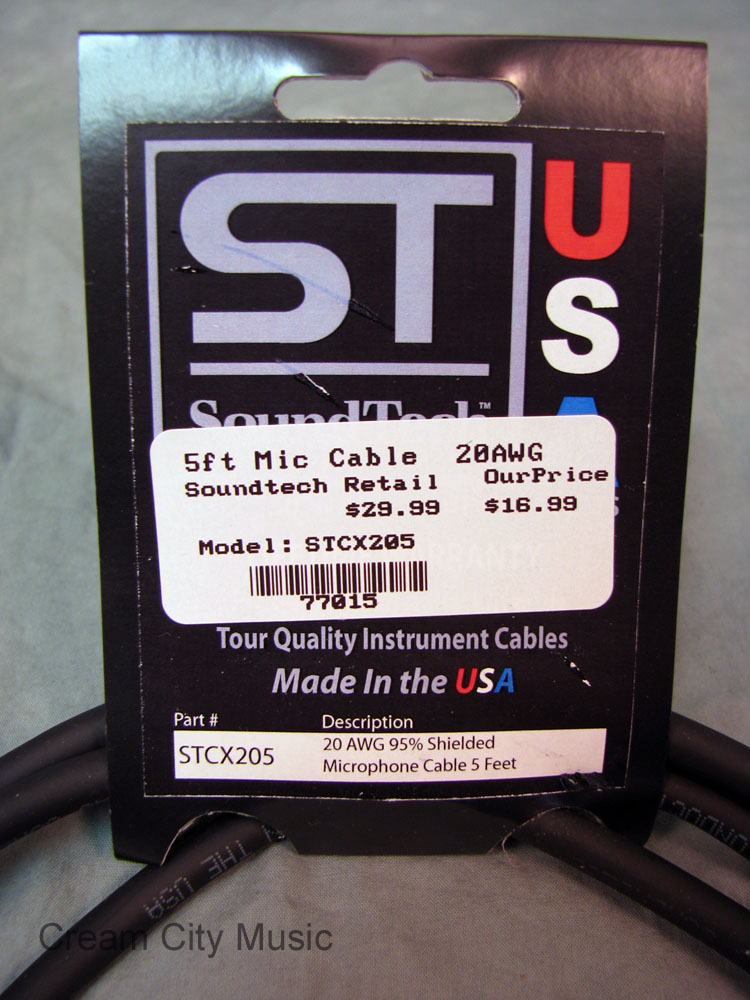 ST
USA
SoundTech™
5ft Mic Cable 20AWG
Soundtech Retail OurPrice
$29.99 $16.99
Model: STCX205
77015
Tour Quality Instrument Cables
Made In the USA
Part # Description
STCX205 20 AWG 95% Shielded
Microphone Cable 5 Feet
THE USA
Cream City Music